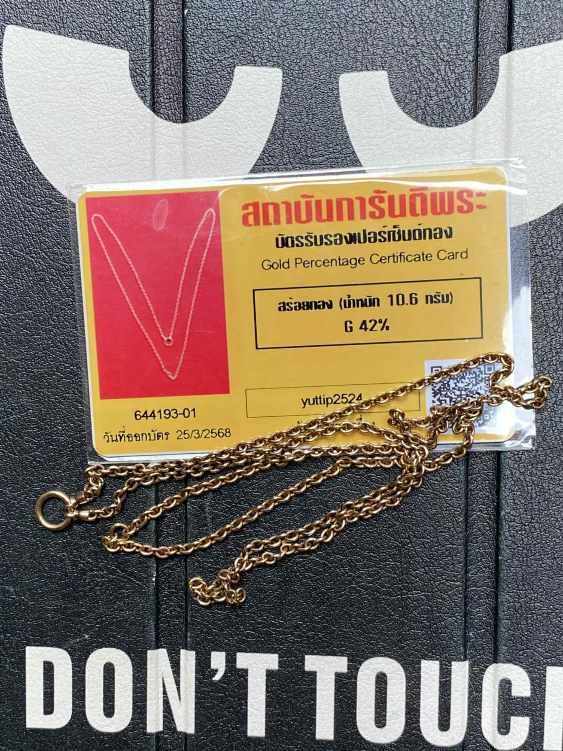 สถาบันการันตีพระ
บัตรรับรองเปอร์เซ็นต์ทอง
Gold Percentage Certificate Card
สร้อยทอง (น้ำหนัก 10.6 กรัม)
G 42%
yuttip2524
644193-01
วันที่ออกบัตร 25/3/2568
DON'T TOUCH